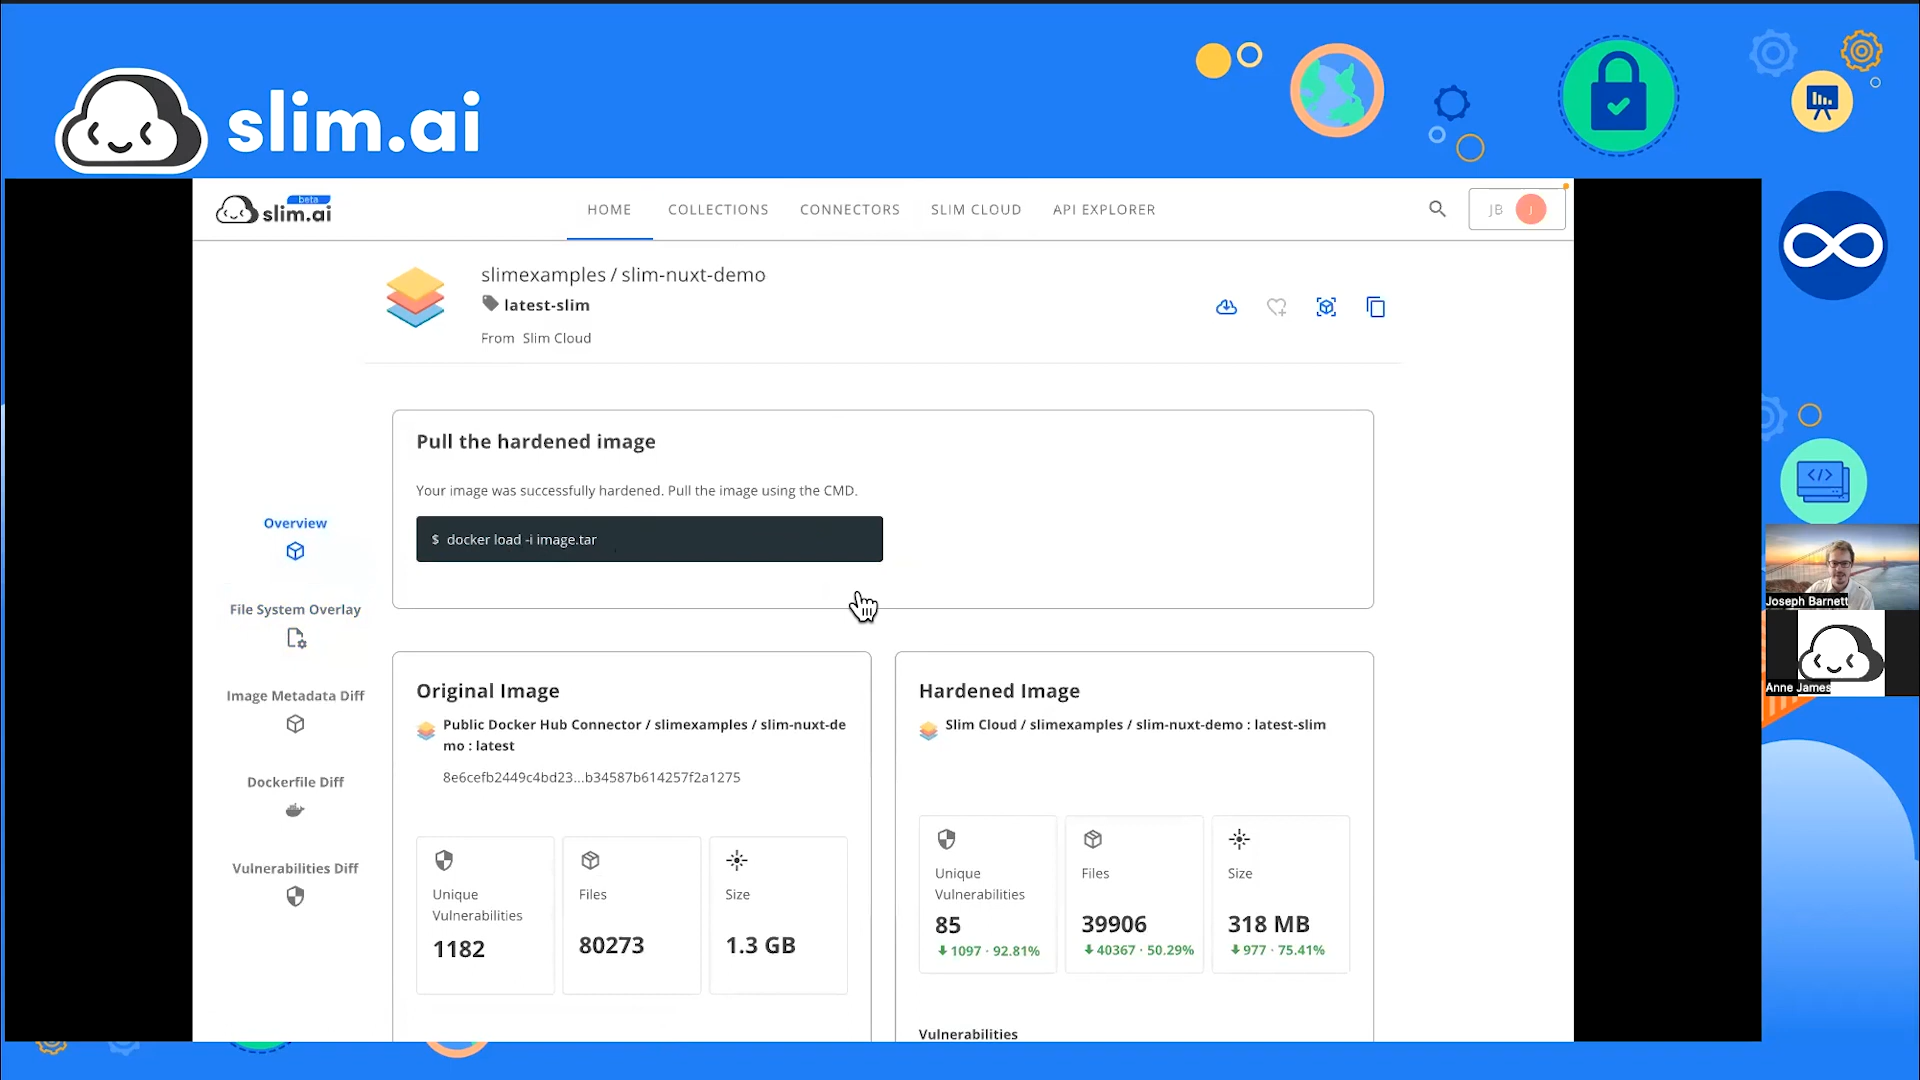 slim.ai
beta
slim.ai
HOME COLLECTIONS CONNECTORS SLIM CLOUD API EXPLORER
JB J
slimexamples / slim-nuxt-demo
latest-slim
From Slim Cloud
Pull the hardened image
Your image was successfully hardened. Pull the image using the CMD.
$ docker load -i image.tar
Overview
File System Overlay
Image Metadata Diff
Dockerfile Diff
Vulnerabilities Diff
Original Image
Public Docker Hub Connector / slimexamples / slim-nuxt-de
mo : latest
8e6cefb2449c4bd23...b34587b614257f2a1275
Unique
Vulnerabilities
1182
Files
80273
Size
1.3 GB
Hardened Image
Slim Cloud / slimexamples / slim-nuxt-demo : latest-slim
Unique
Vulnerabilities
85
1097 · 92.81%
Files
39906
40367 · 50.29%
Size
318 MB
977 · 75.41%
Vulnerabilities
</>
Joseph Barnett
Anne James